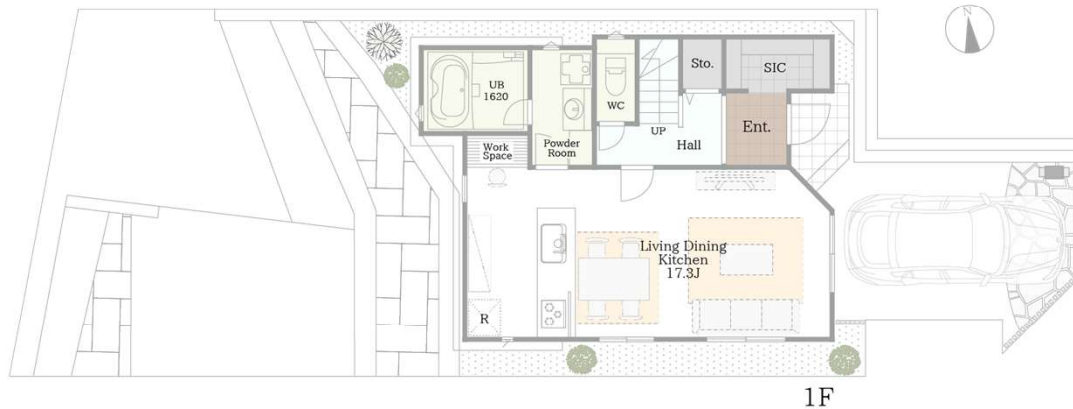 N
UB
1620
Sto.
SIC
WC
UP
Ent.
Hall
Powder
Room
Work
Space
Living Dining
Kitchen
17.3J
R
1F